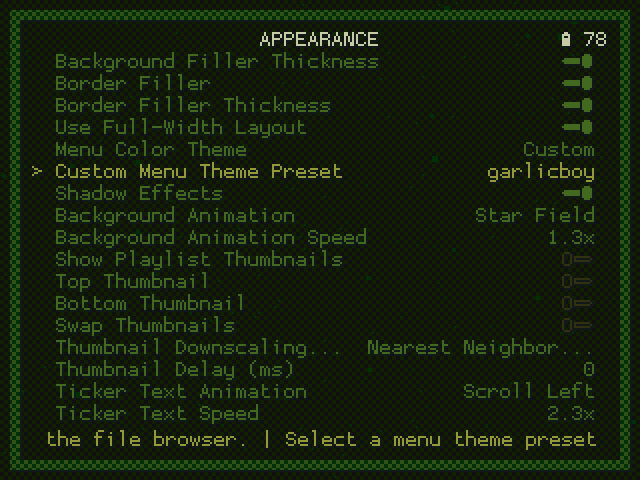 APPEARANCE 78
Background Filler Thickness
Border Filler
Border Filler Thickness
Use Full-Width Layout
Menu Color Theme Custom
> Custom Menu Theme Preset garlicboy
Shadow Effects
Background Animation Star Field
Background Animation Speed 1.3x
Show Playlist Thumbnails
Top Thumbnail
Bottom Thumbnail
Swap Thumbnails
Thumbnail Downscaling... Nearest Neighbor...
Thumbnail Delay (ms) 0
Ticker Text Animation Scroll Left
Ticker Text Speed 2.3x
the file browser. | Select a menu theme preset